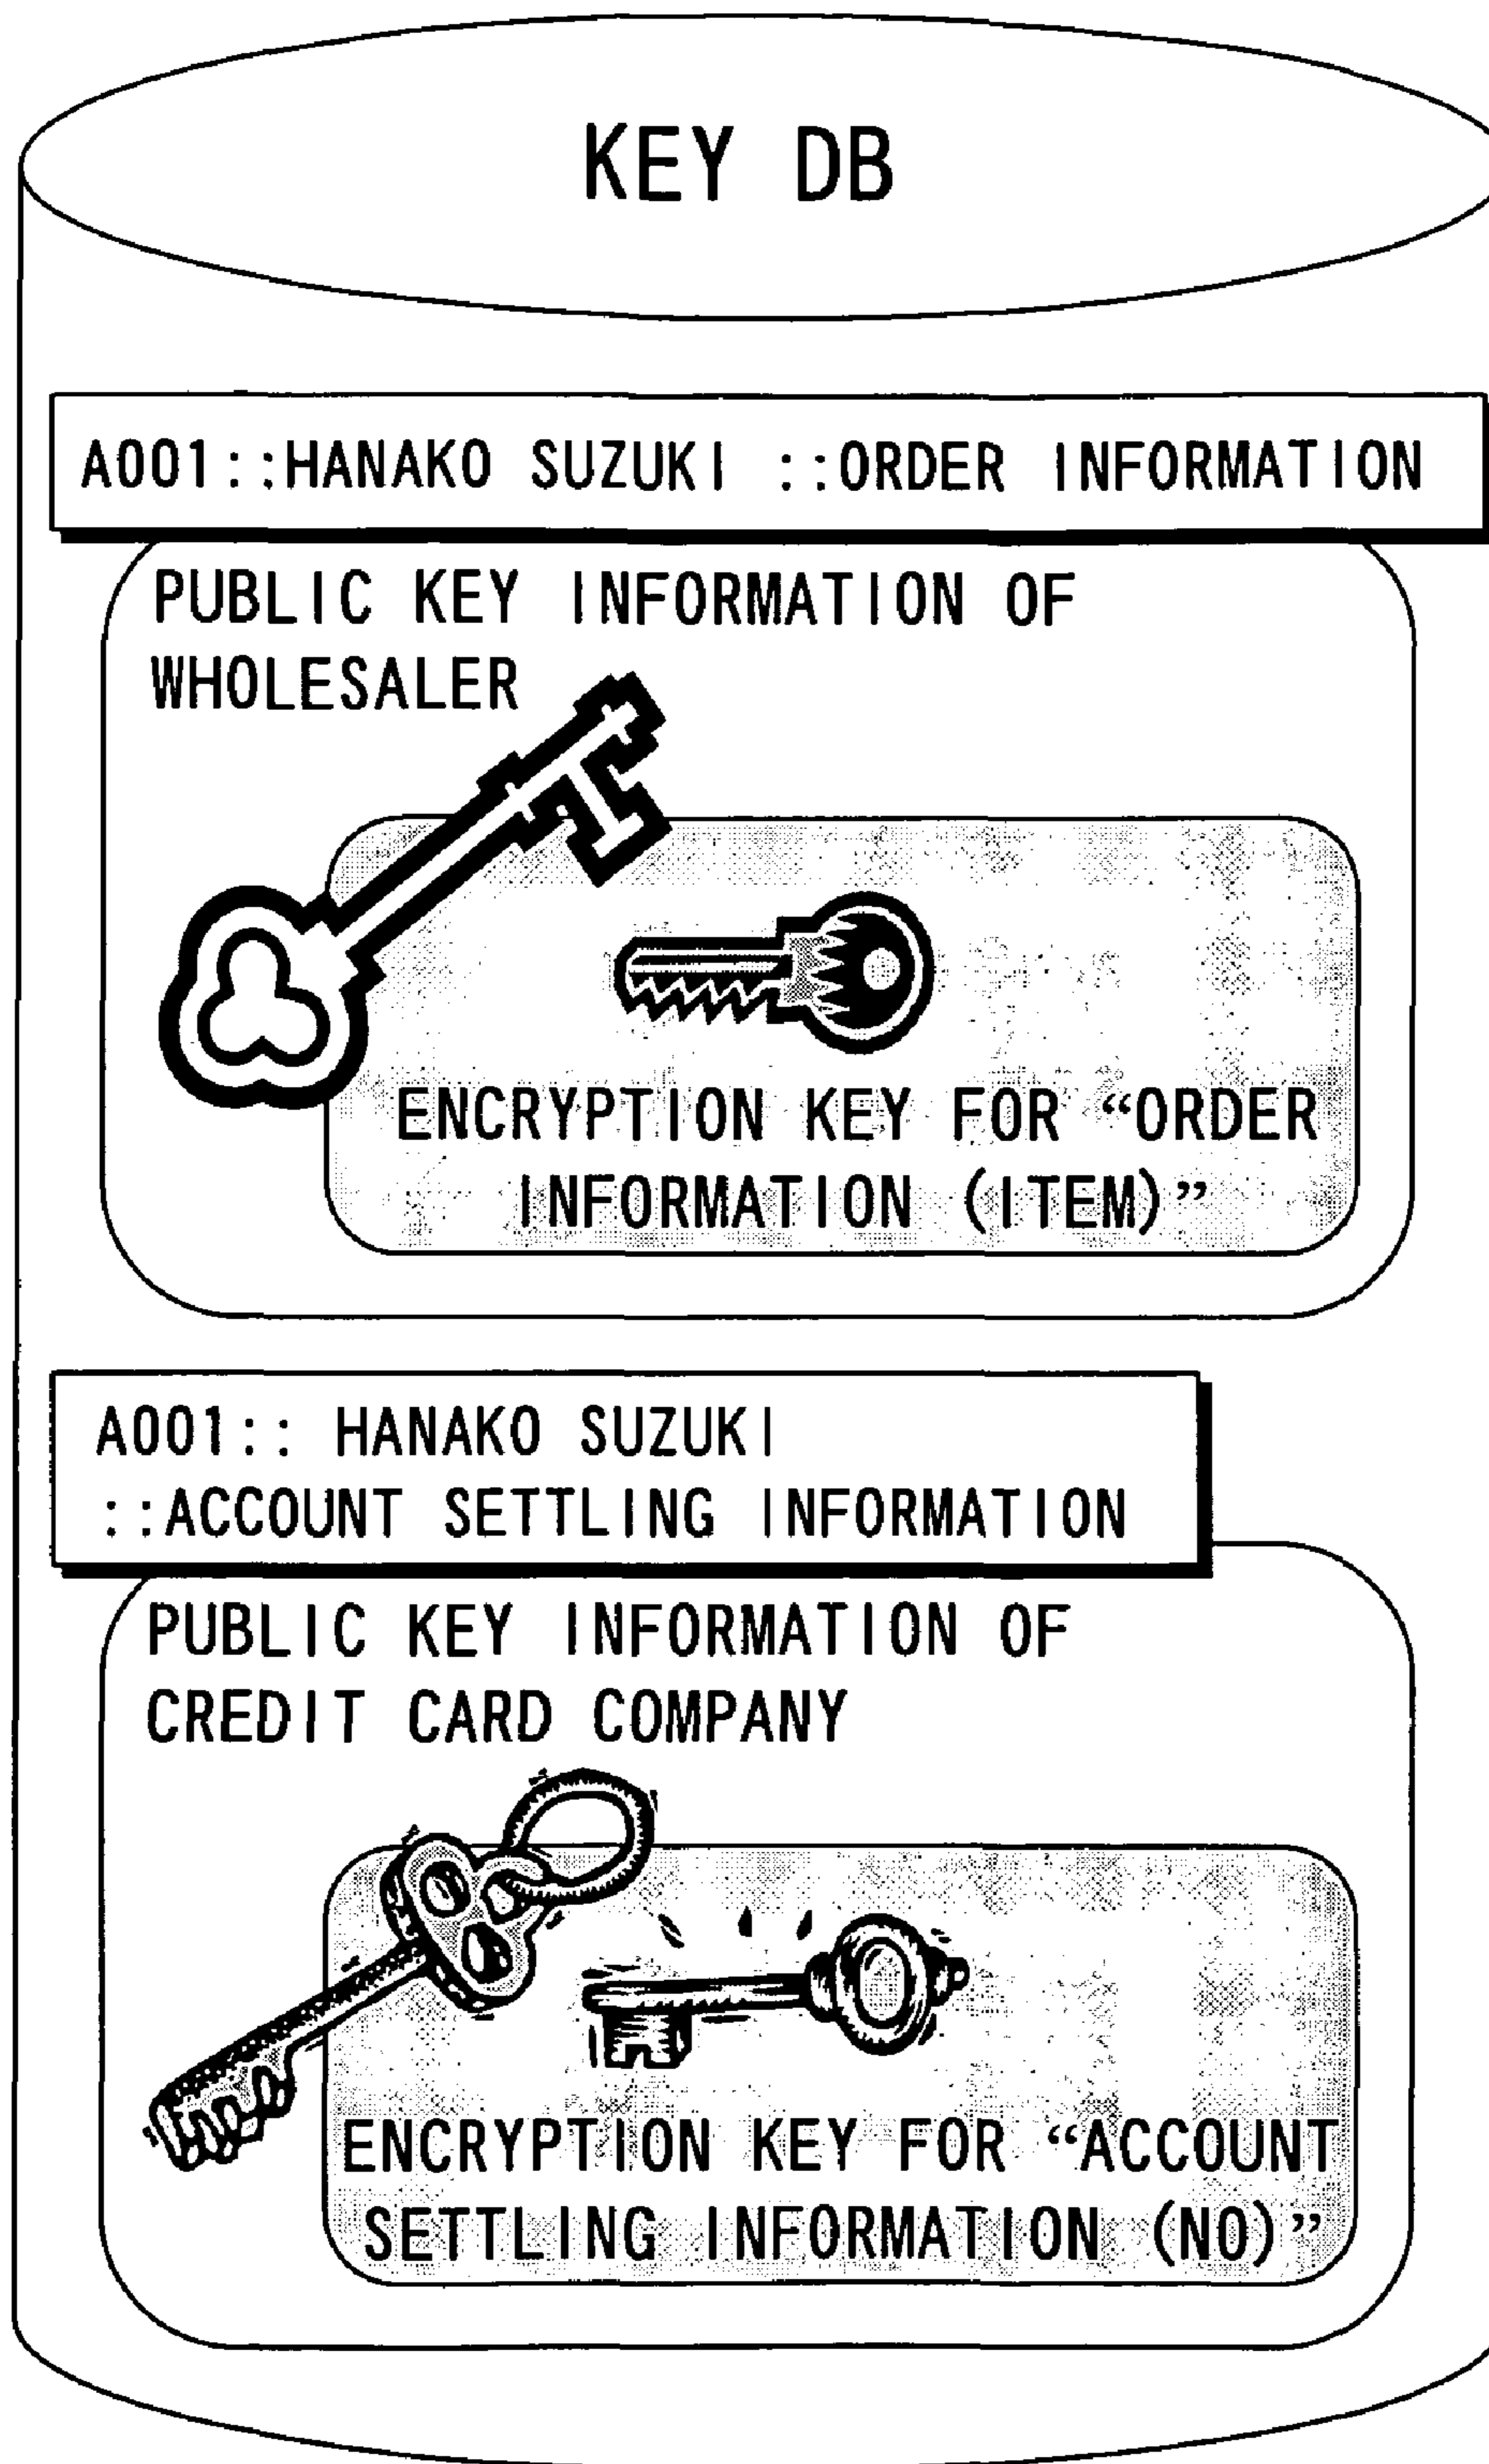 KEY DB
A001::HANAKO SUZUKI ::ORDER INFORMATION
PUBLIC KEY INFORMATION OF
WHOLESALER
ENCRYPTION KEY FOR “ORDER
INFORMATION (ITEM)”
A001:: HANAKO SUZUKI
::ACCOUNT SETTLING INFORMATION
PUBLIC KEY INFORMATION OF
CREDIT CARD COMPANY
ENCRYPTION KEY FOR “ACCOUNT
SETTLING INFORMATION (NO)”